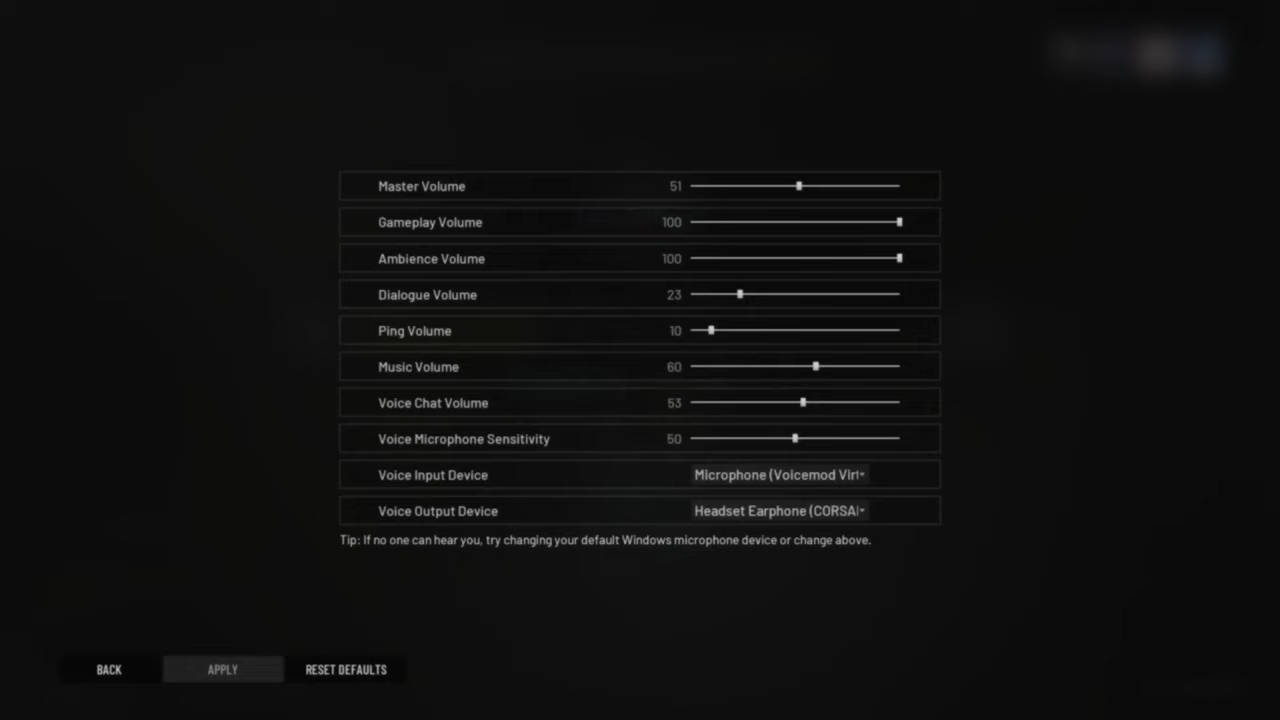 Master Volume 51
Gameplay Volume 100
Ambience Volume 100
Dialogue Volume 23
Ping Volume 10
Music Volume 60
Voice Chat Volume 53
Voice Microphone Sensitivity 50
Voice Input Device Microphone (Voicemod Virt
Voice Output Device Headset Earphone (CORSAI
Tip: If no one can hear you, try changing your default Windows microphone device or change above.
BACK APPLY RESET DEFAULTS